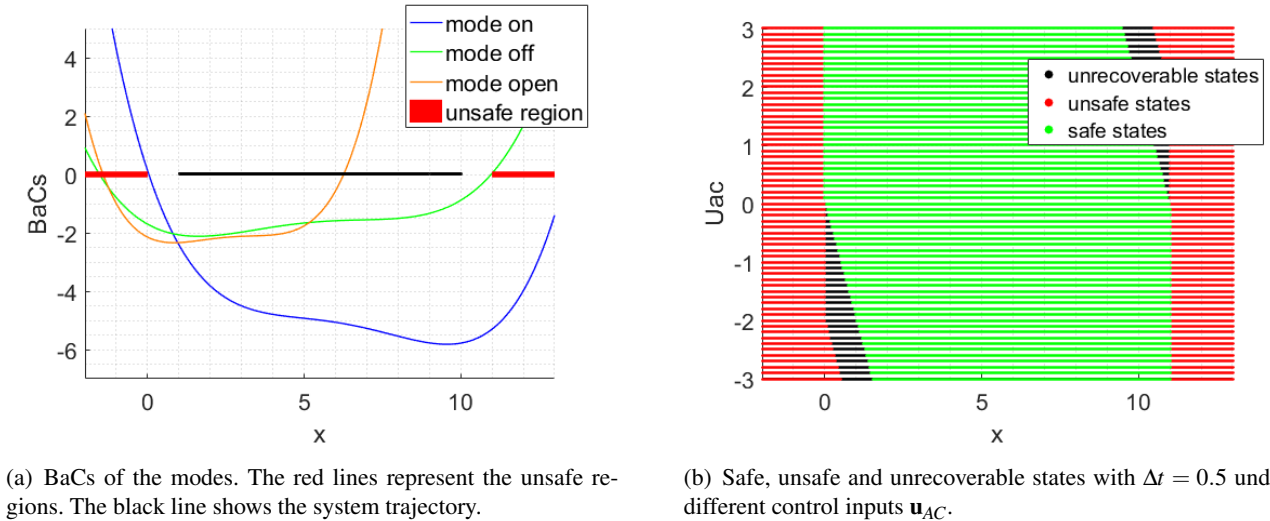 4
2
0
-2
-4
-6
BaCs
0
5
10
x
mode on
mode off
mode open
unsafe region
3
2
1
0
-1
-2
-3
Uac
0
5
10
x
unrecoverable states
unsafe states
safe states
(a) BaCs of the modes. The red lines represent the unsafe re-
gions. The black line shows the system trajectory.
(b) Safe, unsafe and unrecoverable states with Δt = 0.5 und
different control inputs u_AC.